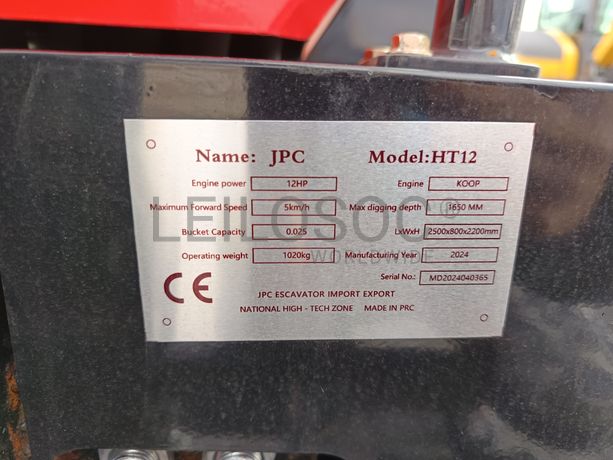 Name: JPC Model:HT12
Engine power 12HP Engine KOOP
Maximum Forward Speed 5km/h Max digging depth 1650 MM
LEILOSOC®
Bucket Capacity 0.025 LxWxH 2500x800x2200mm
WORLDWIDE
Operating weight 1020kg Manufacturing Year 2024
Serial No.: MD2024040365
CE
JPC ESCAVATOR IMPORT EXPORT
NATIONAL HIGH - TECH ZONE MADE IN PRC